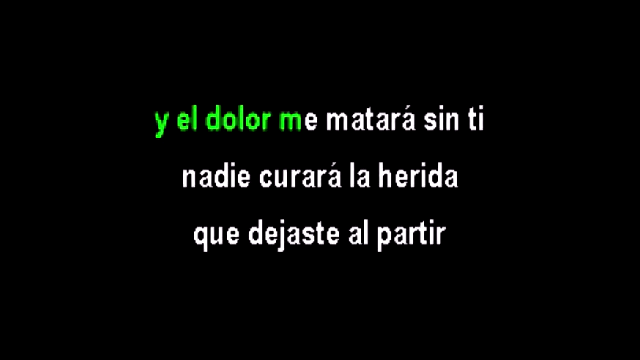 y el dolor me matará sin ti
nadie curará la herida
que dejaste al partir